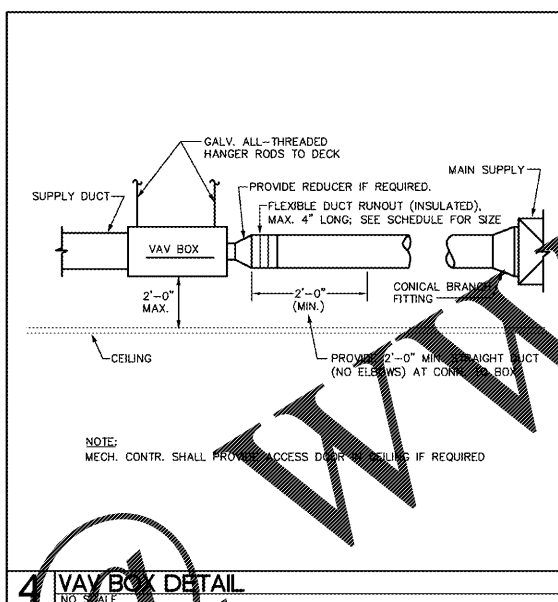 GALV. ALL-THREADED
HANGER RODS TO DECK
MAIN SUPPLY
PROVIDE REDUCER IF REQUIRED.
SUPPLY DUCT
FLEXIBLE DUCT RUNOUT (INSULATED),
MAX. 4" LONG; SEE SCHEDULE FOR SIZE
VAV BOX
2'-0"
MAX.
2'-0"
(MIN.)
CONICAL BRANCH
FITTING
CEILING
PROVIDE 2'-0" MIN. STRAIGHT DUCT
(NO ELBOWS) AT CONN. TO BOX
NOTE:
MECH. CONTR. SHALL PROVIDE ACCESS DOOR IN CEILING IF REQUIRED
4
VAV BOX DETAIL
NO SCALE